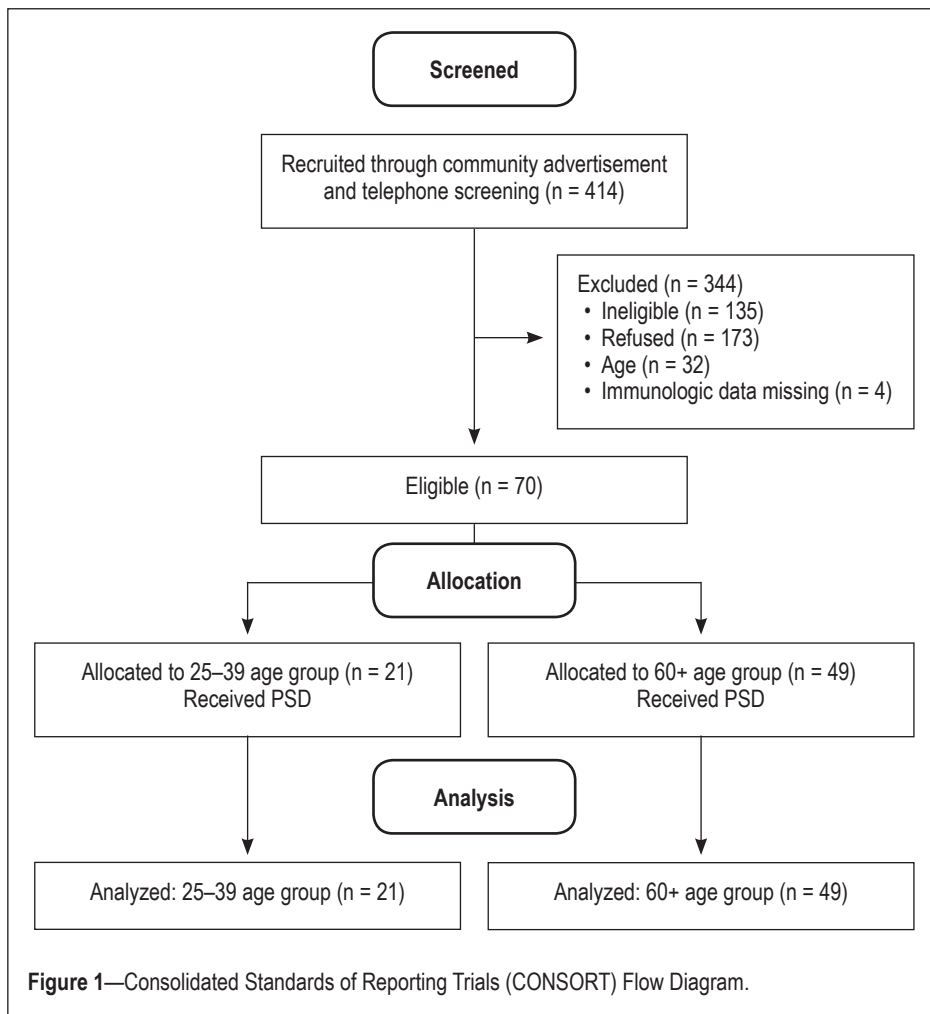 Screened
Recruited through community advertisement
and telephone screening (n = 414)
Excluded (n = 344)
• Ineligible (n = 135)
• Refused (n = 173)
• Age (n = 32)
• Immunologic data missing (n = 4)
Eligible (n = 70)
Allocation
Allocated to 25–39 age group (n = 21)
Received PSD
Allocated to 60+ age group (n = 49)
Received PSD
Analysis
Analyzed: 25–39 age group (n = 21)
Analyzed: 60+ age group (n = 49)
Figure 1—Consolidated Standards of Reporting Trials (CONSORT) Flow Diagram.